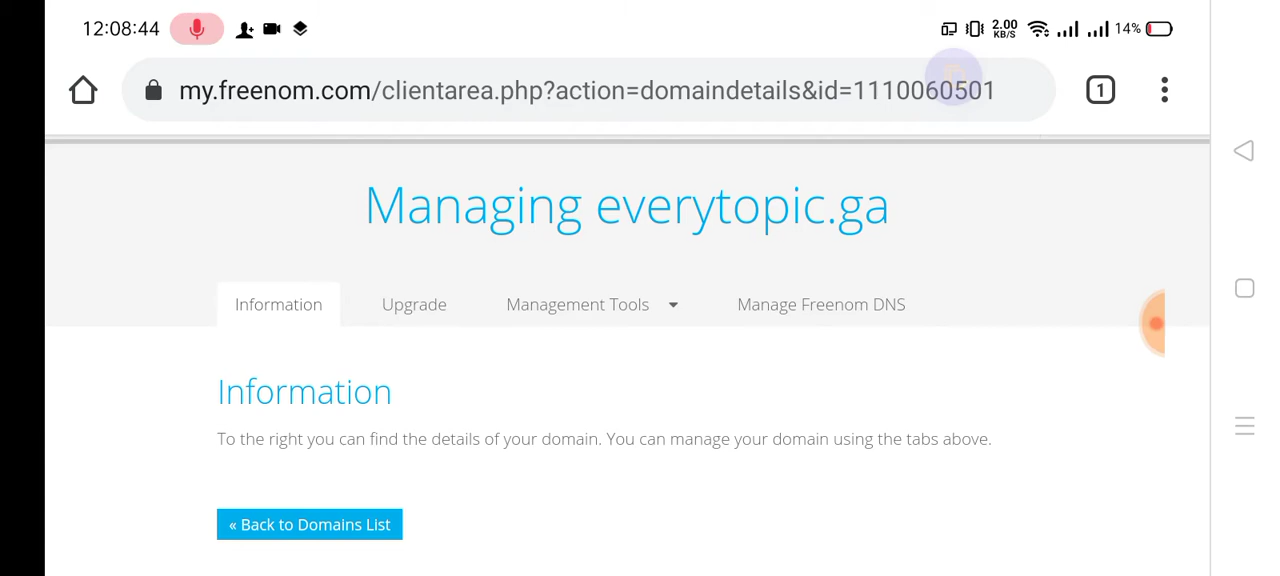 12:08:44 2.00 KB/S 14%
my.freenom.com/clientarea.php?action=domaindetails&id=1110060501 1
Managing everytopic.ga
Information Upgrade Management Tools Manage Freenom DNS
Information
To the right you can find the details of your domain. You can manage your domain using the tabs above.
« Back to Domains List